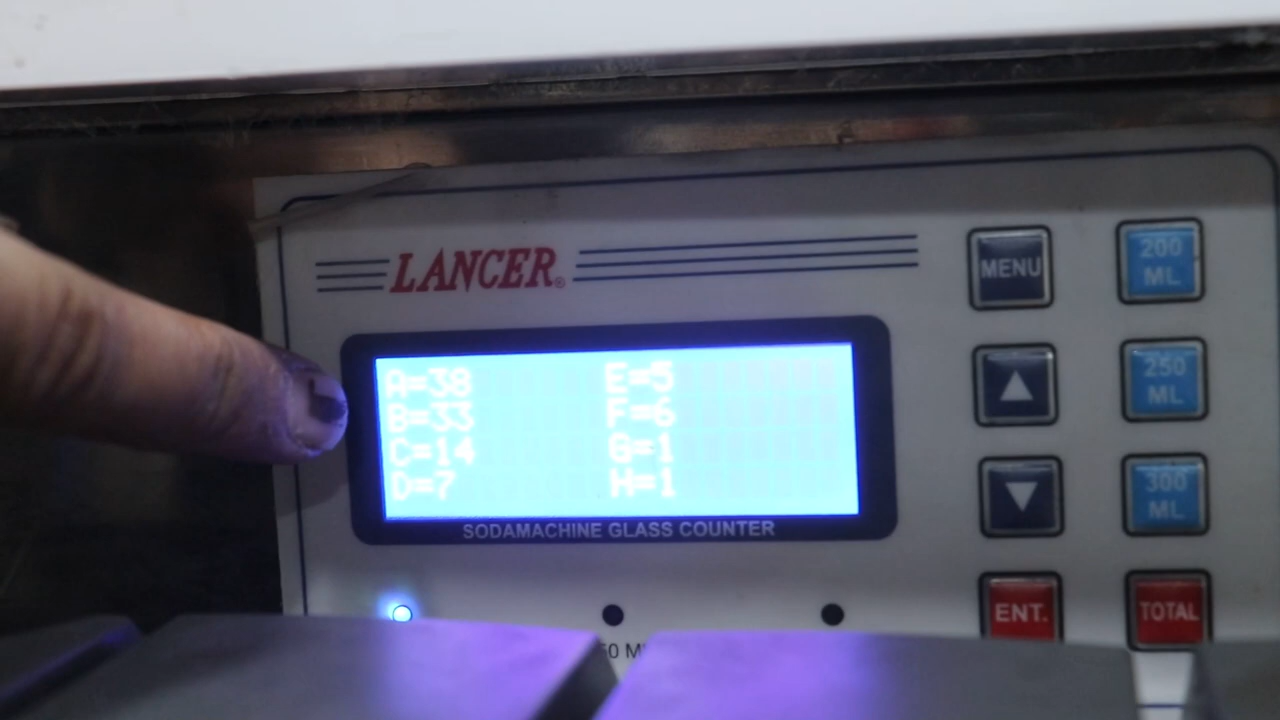 LANCER®
A=38 E=5
B=33 F=6
C=14 G=1
D=7 H=1
SODAMACHINE GLASS COUNTER
MENU
200 ML
▲
250 ML
▼
300 ML
ENT.
TOTAL